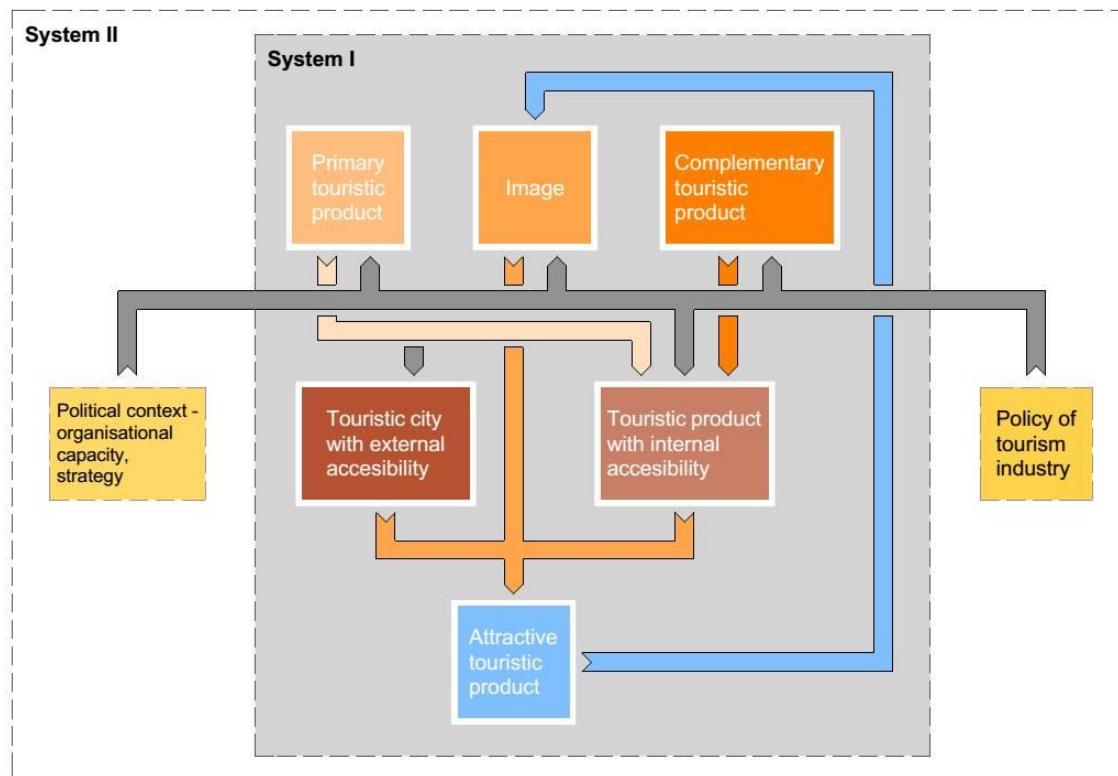 System II
System I
Primary
touristic
product
Image
Complementary
touristic
product
Political context -
organisational
capacity,
strategy
Touristic city
with external
accesibility
Touristic product
with internal
accesibility
Policy of
tourism
industry
Attractive
touristic
product